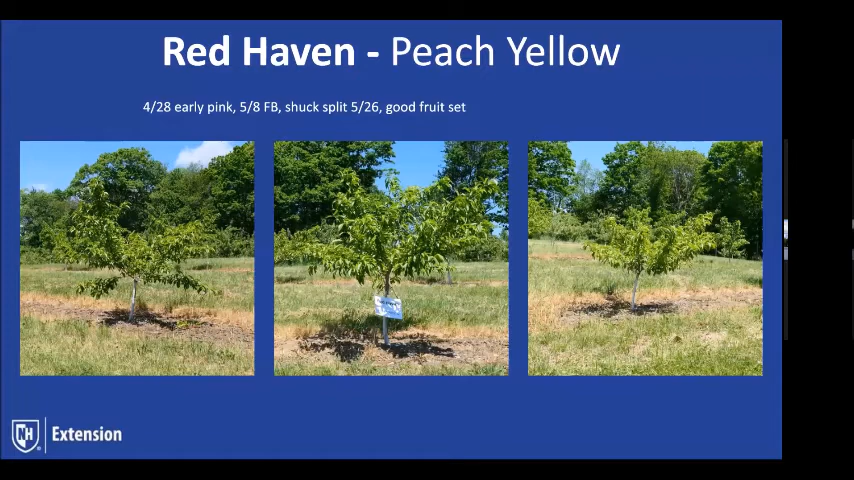 Red Haven - Peach Yellow
4/28 early pink, 5/8 FB, shuck split 5/26, good fruit set
NH Extension